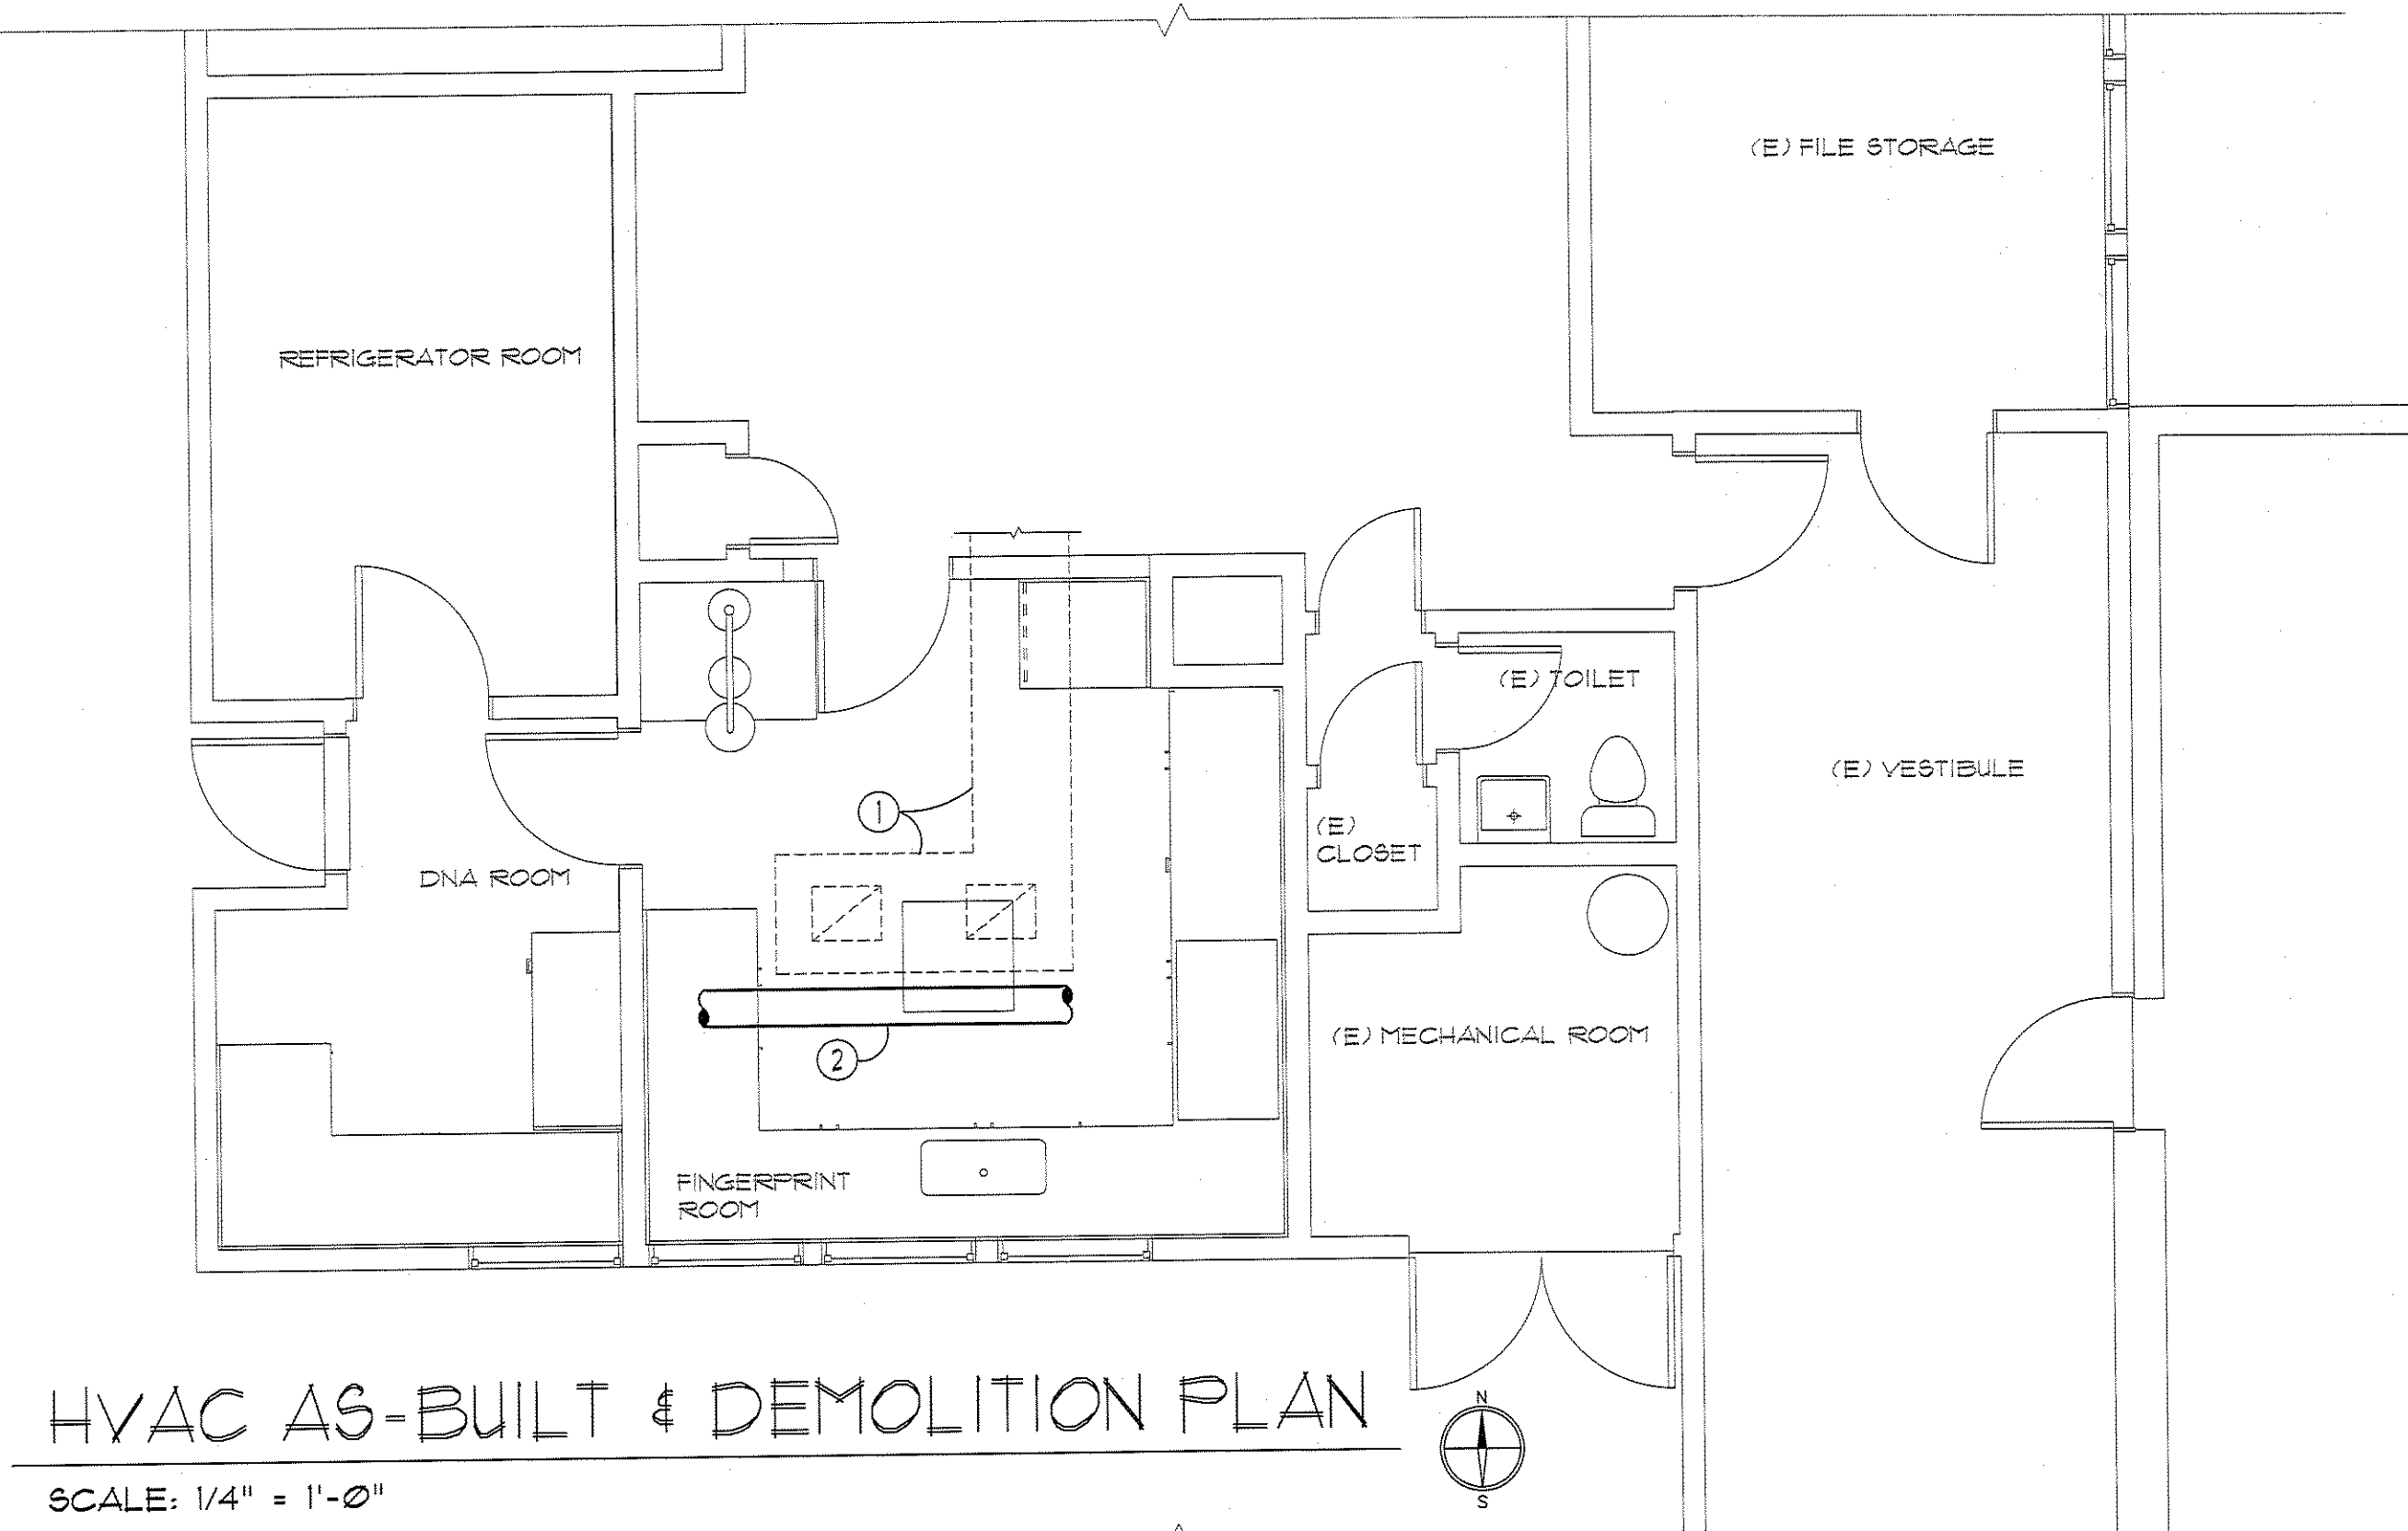 (E) FILE STORAGE
REFRIGERATOR ROOM
(E) TOILET
(E) VESTIBULE
1
(E)
CLOSET
DNA ROOM
(E) MECHANICAL ROOM
2
FINGERPRINT
ROOM
HVAC AS-BUILT & DEMOLITION PLAN
N
S
SCALE: 1/4" = 1'-0"